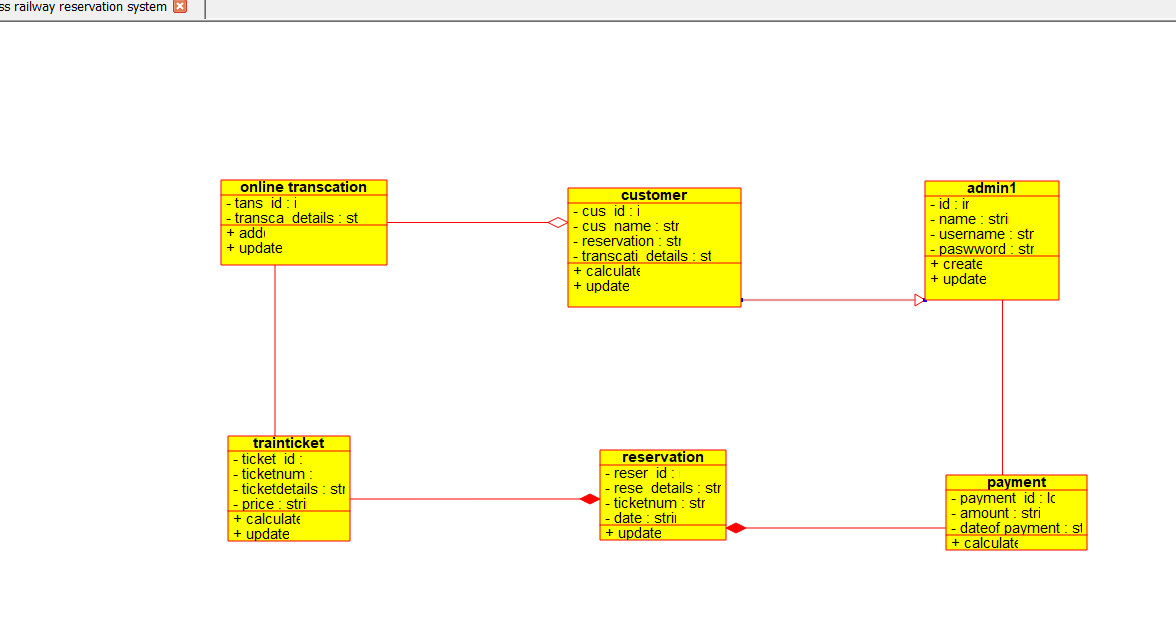 ss railway reservation system
online transcation
- tans_id : i
- transca_details : st
+ add
+ update
customer
- cus_id : i
- cus_name : str
- reservation : str
- transcati_details : st
+ calculate
+ update
admin1
- id : ir
- name : stri
- username : str
- paswword : str
+ create
+ update
trainticket
- ticket_id :
- ticketnum :
- ticketdetails : str
- price : stri
+ calculate
+ update
reservation
- reser_id :
- rese_details : str
- ticketnum : str
- date : strii
+ update
payment
- payment_id : lc
- amount : stri
- dateof payment : st
+ calculate